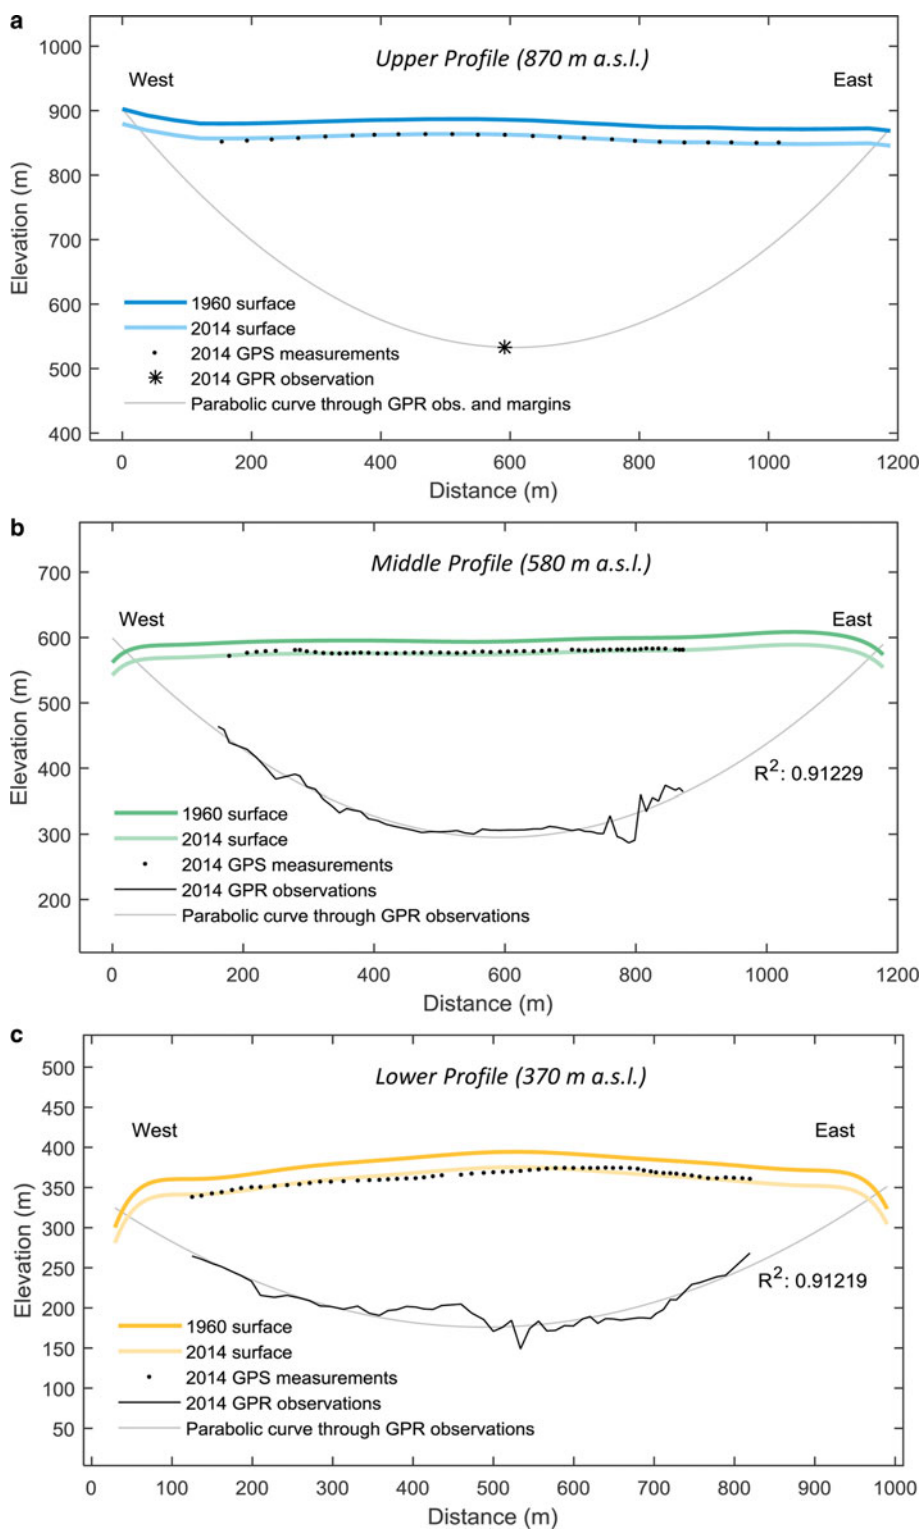 a
Upper Profile (870 m a.s.l.)
West
East
1000
900
800
700
600
500
400
Elevation (m)
1960 surface
2014 surface
2014 GPS measurements
2014 GPR observation
Parabolic curve through GPR obs. and margins
0 200 400 600 800 1000 1200
Distance (m)
b
Middle Profile (580 m a.s.l.)
West
East
700
600
500
400
300
200
Elevation (m)
R²: 0.91229
1960 surface
2014 surface
2014 GPS measurements
2014 GPR observations
Parabolic curve through GPR observations
0 200 400 600 800 1000 1200
Distance (m)
c
Lower Profile (370 m a.s.l.)
West
East
500
450
400
350
300
250
200
150
100
50
Elevation (m)
R²: 0.91219
1960 surface
2014 surface
2014 GPS measurements
2014 GPR observations
Parabolic curve through GPR observations
0 100 200 300 400 500 600 700 800 900 1000
Distance (m)